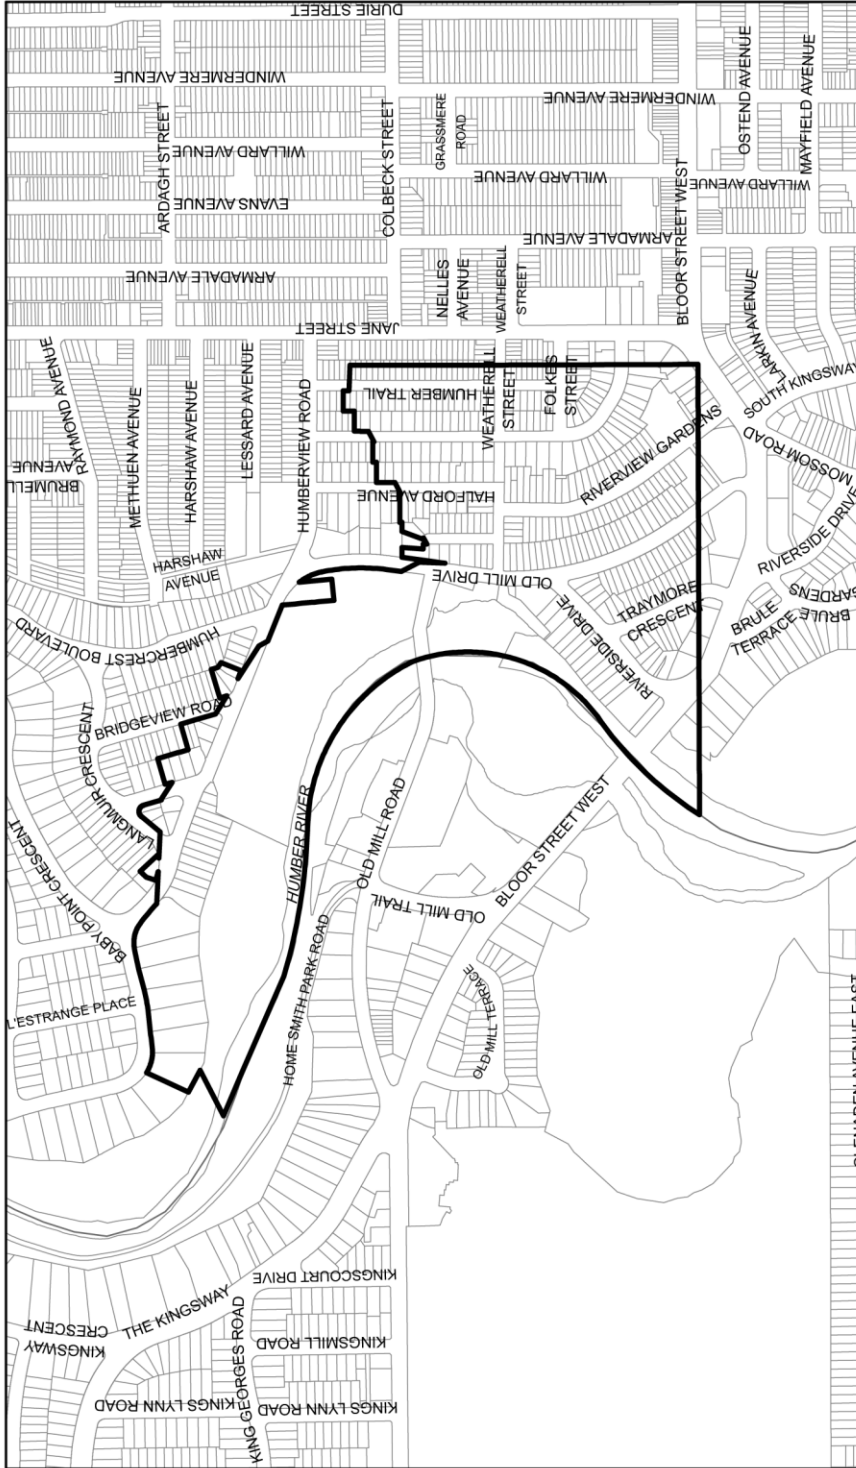 DURIE STREET
WINDERMERE AVENUE
WINDERMERE AVENUE
ARDAGH STREET
COLBECK STREET
GRASSMERE
ROAD
OSTEND AVENUE
MAYFIELD AVENUE
WILLARD AVENUE
WILLARD AVENUE
WILLARD AVENUE
EVANS AVENUE
BLOOR STREET WEST
ARMADALE AVENUE
ARMADALE AVENUE
NELLES
AVENUE
WEATHERELL
STREET
JANE STREET
LARKIN AVENUE
RAYMOND AVENUE
METHUEN AVENUE
HARSHAW AVENUE
LESSARD AVENUE
HUMBERVIEW ROAD
HUMBER TRAIL
WEATHERELL
STREET
FOLKES
STREET
SOUTH KINGSWAY
BRUMELL
AVENUE
HALFORD AVENUE
RIVERVIEW GARDENS
MOSSOM ROAD
HARSHAW
AVENUE
OLD MILL DRIVE
RIVERSIDE DRIVE
TRAYMORE
CRESCENT
RIVERSIDE DRIVE
BRULE
TERRACE
BRULE
GARDENS
HUMBERCREST BOULEVARD
BRIDGEVIEW ROAD
LANGMUIR CRESCENT
BABY POINT CRESCENT
HUMBER RIVER
OLD MILL ROAD
BLOOR STREET WEST
OLD MILL TRAIL
L'ESTRANGE PLACE
HOME SMITH PARK ROAD
OLD MILL TERRACE
KINGSCOURT DRIVE
THE KINGSWAY
KINGSWAY
CRESCENT
KINGSMILL ROAD
KING GEORGES ROAD
KINGS LYNN ROAD
KINGS LYNN ROAD